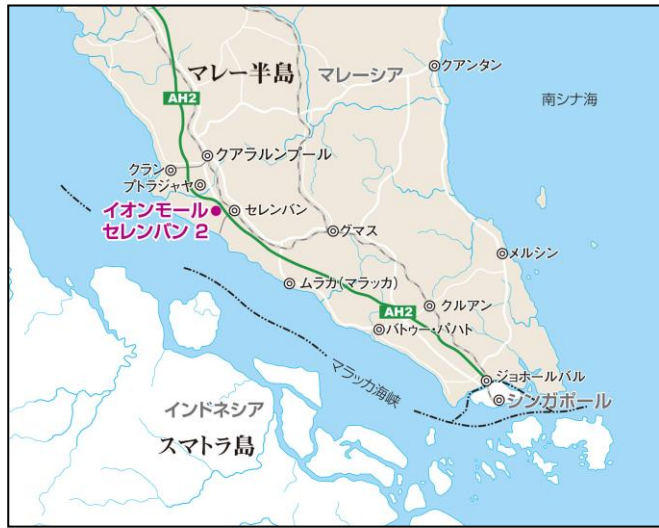 マレー半島
マレーシア
クアンタン
南シナ海
AH2
クアラルンプール
クラン
プトラジャヤ
イオンモール
セレンバン 2
セレンバン
グマス
メルシン
ムラカ(マラッカ)
AH2
クルアン
バトゥー・パハト
マラッカ海峡
ジョホールバル
シンガポール
インドネシア
スマトラ島